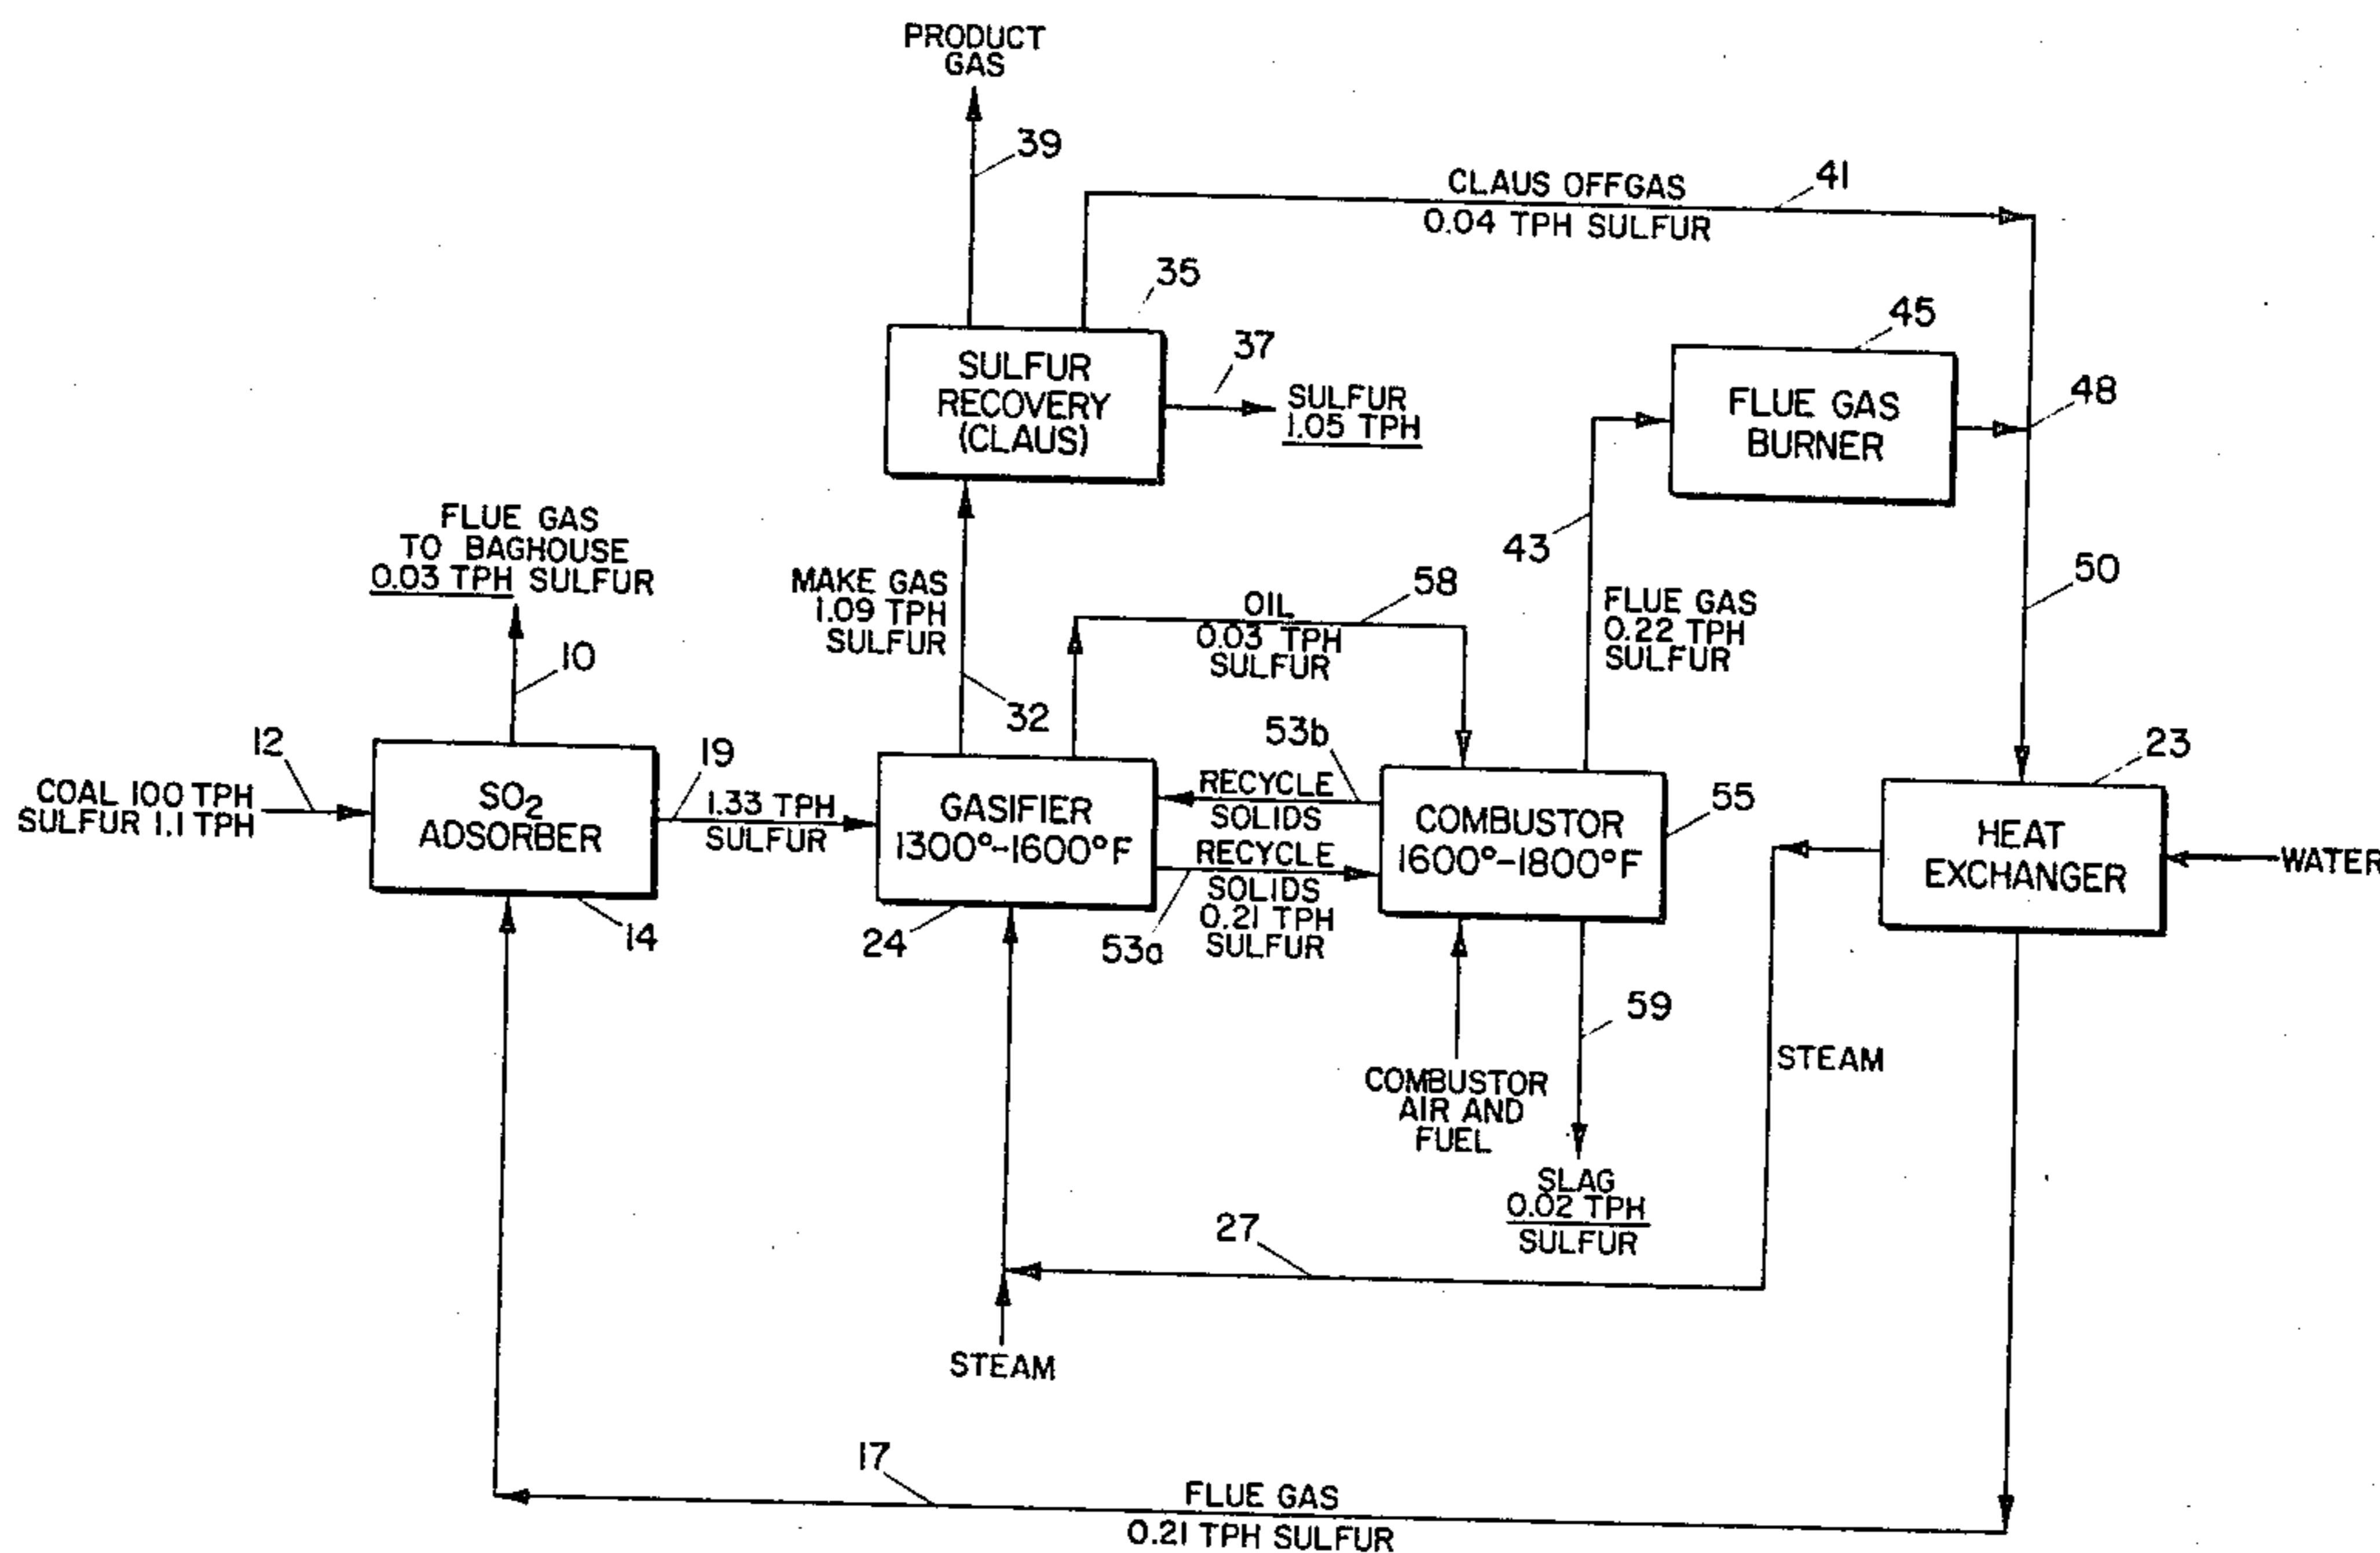 PRODUCT
GAS
39
CLAUS OFFGAS
41
0.04 TPH SULFUR
35
SULFUR
RECOVERY
(CLAUS)
37
SULFUR
1.05 TPH
45
FLUE GAS
BURNER
48
FLUE GAS
TO BAGHOUSE
0.03 TPH SULFUR
10
MAKE GAS
1.09 TPH
SULFUR
32
OIL
0.03 TPH
SULFUR
58
43
FLUE GAS
0.22 TPH
SULFUR
50
12
COAL 100 TPH
SULFUR 1.1 TPH
SO2
ADSORBER
14
19
1.33 TPH
SULFUR
GASIFIER
1300°-1600°F
24
53b
RECYCLE
SOLIDS
RECYCLE
SOLIDS
0.21 TPH
SULFUR
53a
COMBUSTOR
1600°-1800°F
55
23
HEAT
EXCHANGER
WATER
COMBUSTOR
AIR AND
FUEL
59
SLAG
0.02 TPH
SULFUR
STEAM
27
STEAM
17
FLUE GAS
0.21 TPH SULFUR